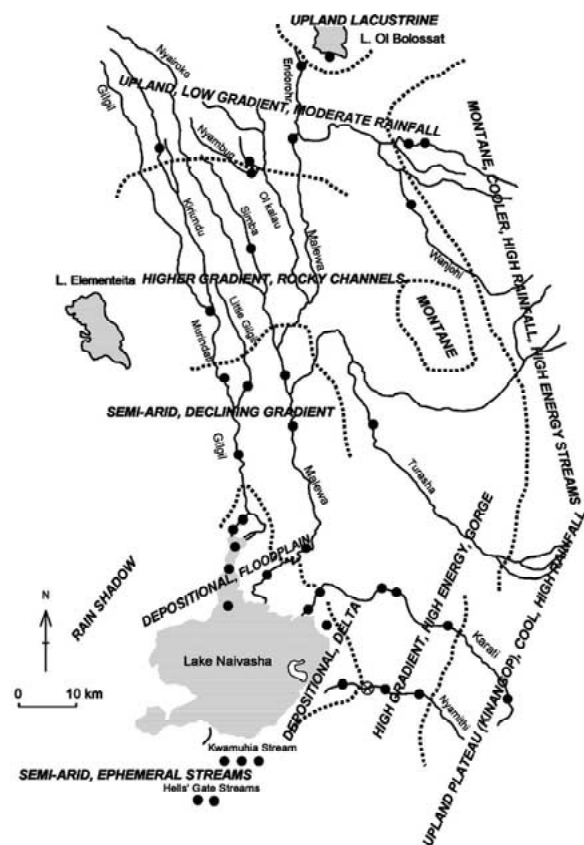 UPLAND LACUSTRINE
L. Ol Bolossat
Nyairoko
Endorohr
Gilgil
UPLAND, LOW GRADIENT, MODERATE RAINFALL
MONTANE, COOLER, HIGH RAINFALL, HIGH ENERGY STREAMS
Nyambugi
Ol kalau
Kiriundu
Simba
Malewa
Wanjohi
L. Elementeita
HIGHER GRADIENT, ROCKY CHANNELS
MONTANE
Little Gilgil
Murindati
SEMI-ARID, DECLINING GRADIENT
Gilgil
Malewa
Turasha
DEPOSITIONAL, FLOODPLAIN
RAIN SHADOW
HIGH GRADIENT, HIGH ENERGY, GORGE
UPLAND PLATEAU (KINANGOP), COOL, HIGH RAINFALL
DEPOSITIONAL, DELTA
N
Karati
Lake Naivasha
10 km
0
Nyamithi
Kwamuhia Stream
SEMI-ARID, EPHEMERAL STREAMS
Hells' Gate Streams